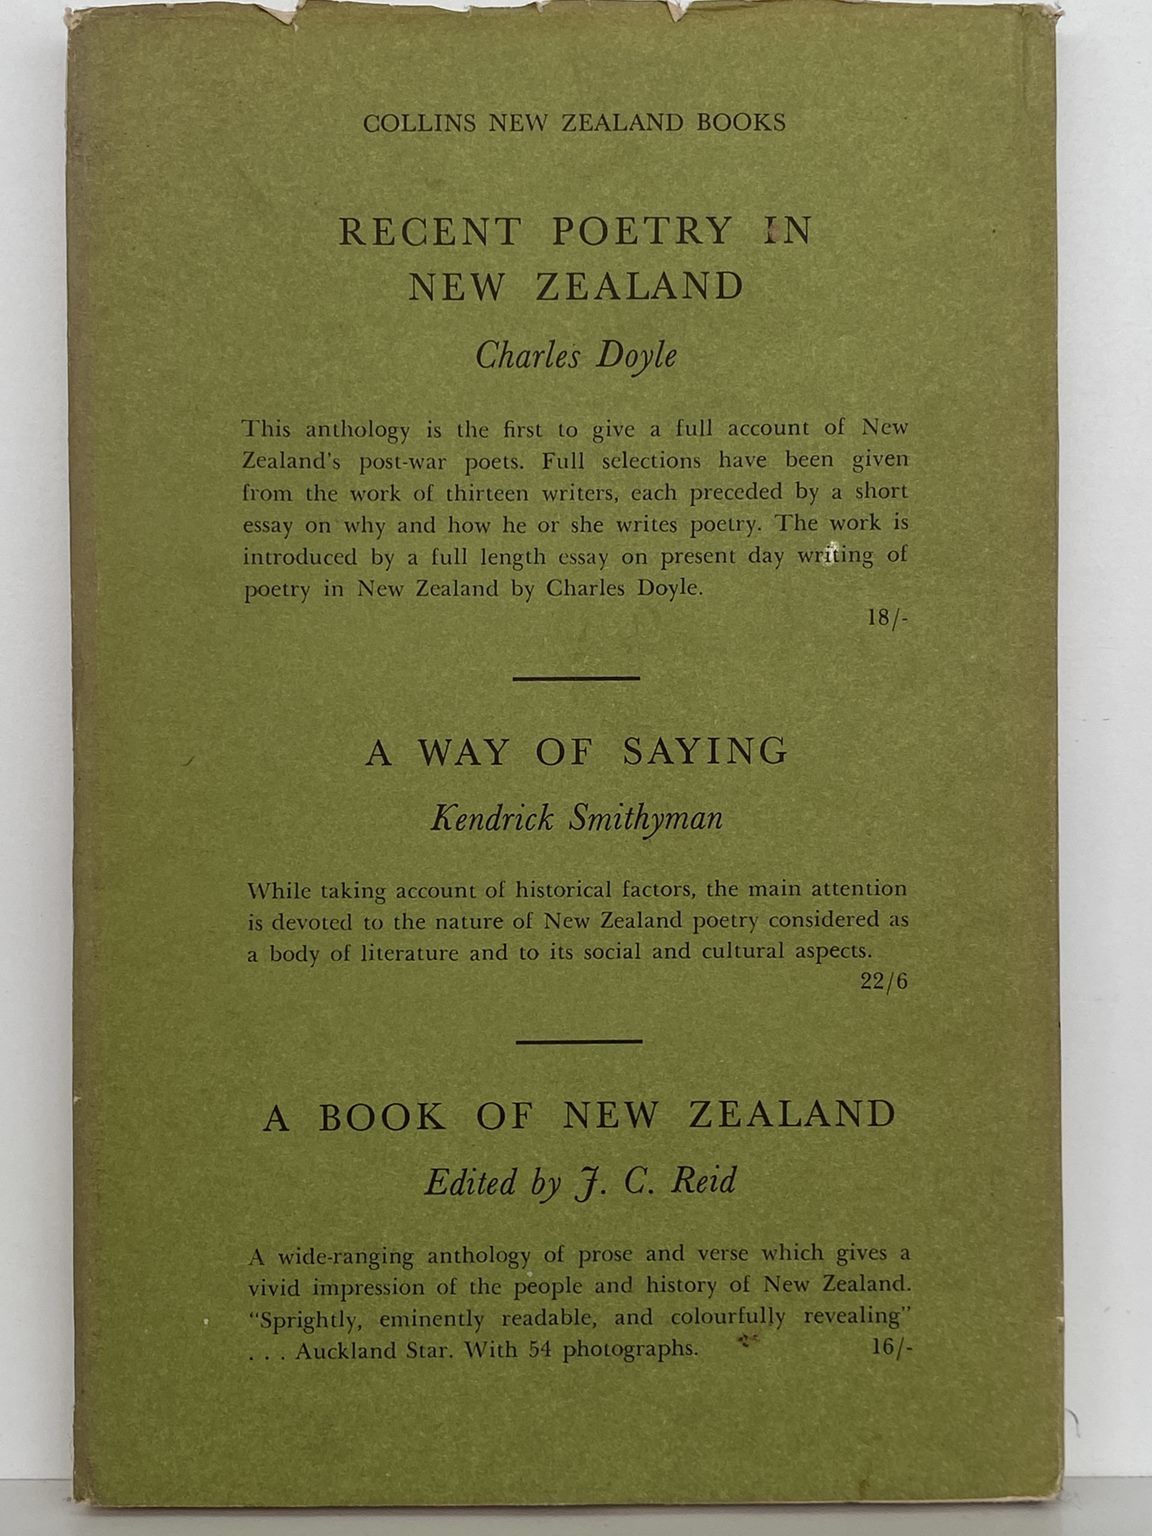 COLLINS NEW ZEALAND BOOKS
RECENT POETRY IN
NEW ZEALAND
Charles Doyle
This anthology is the first to give a full account of New
Zealand's post-war poets. Full selections have been given
from the work of thirteen writers, each preceded by a short
essay on why and how he or she writes poetry. The work is
introduced by a full length essay on present day writing of
poetry in New Zealand by Charles Doyle.
18/-
A WAY OF SAYING
Kendrick Smithyman
While taking account of historical factors, the main attention
is devoted to the nature of New Zealand poetry considered as
a body of literature and to its social and cultural aspects.
22/6
A BOOK OF NEW ZEALAND
Edited by J. C. Reid
A wide-ranging anthology of prose and verse which gives a
vivid impression of the people and history of New Zealand.
“Sprightly, eminently readable, and colourfully revealing”
. . . Auckland Star. With 54 photographs. 16/-